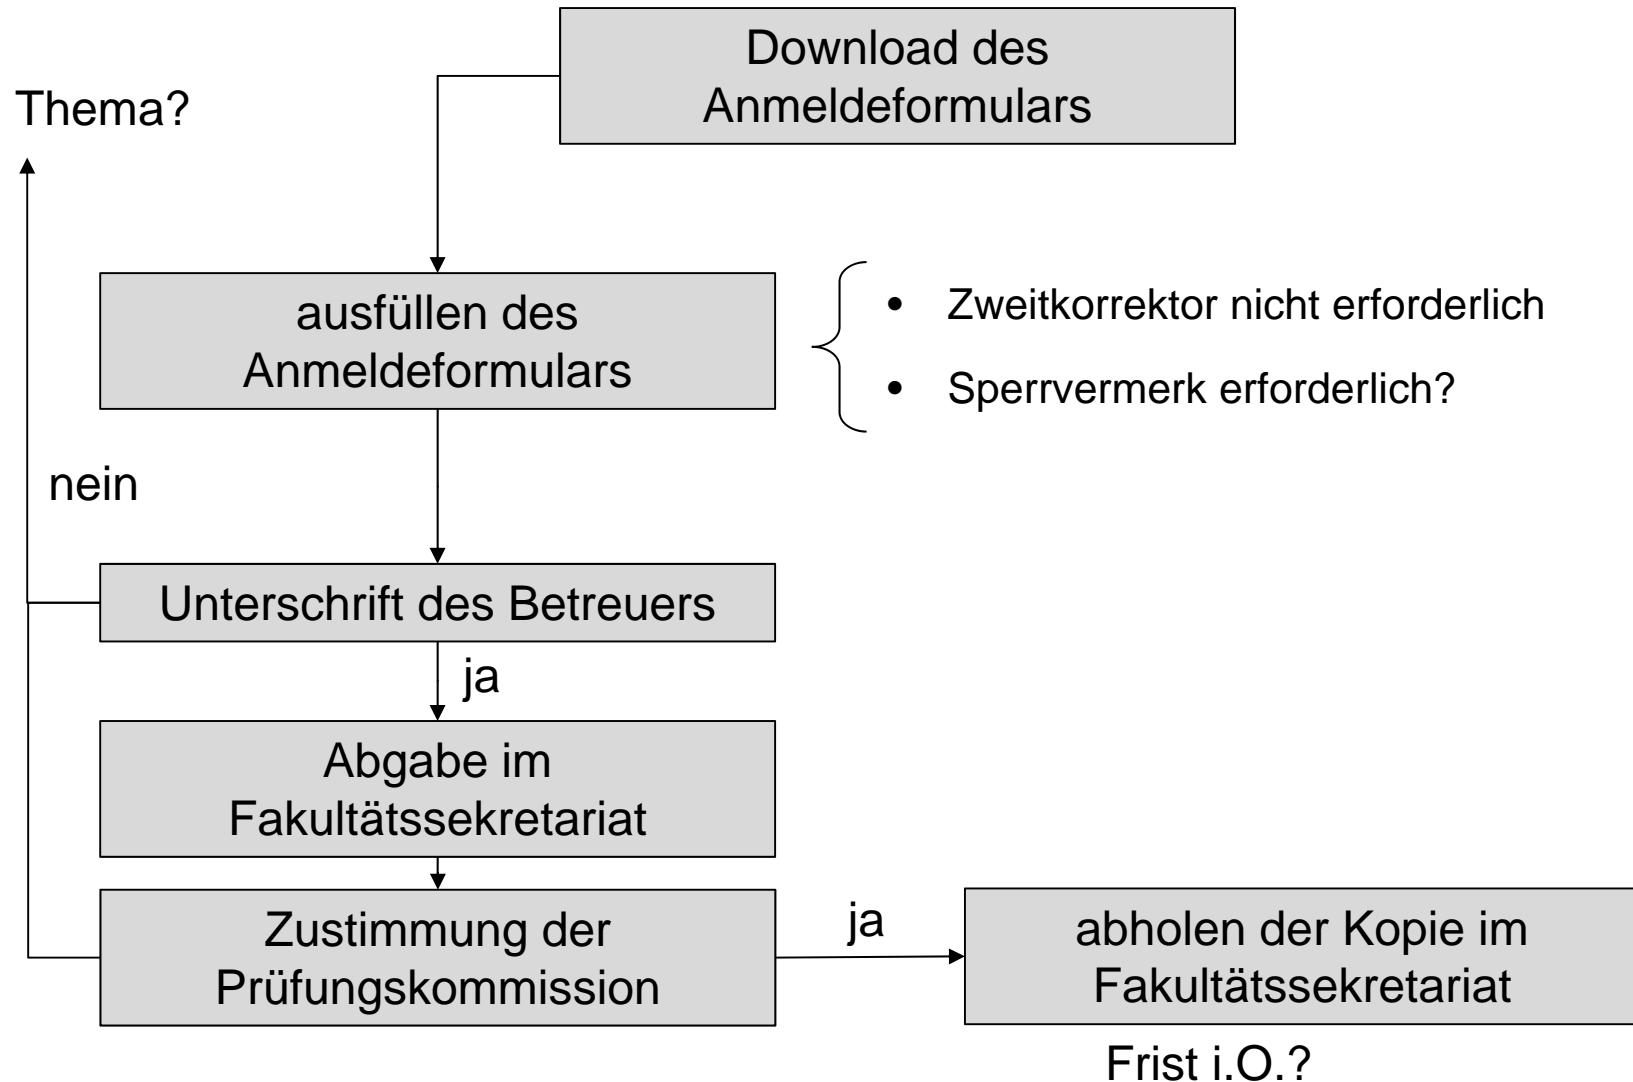 Download des
Anmeldeformulars
Thema?
ausfüllen des
Anmeldeformulars
• Zweitkorrektor nicht erforderlich
• Sperrvermerk erforderlich?
nein
Unterschrift des Betreuers
ja
Abgabe im
Fakultätssekretariat
Zustimmung der
Prüfungskommission
ja
abholen der Kopie im
Fakultätssekretariat
Frist i.O.?